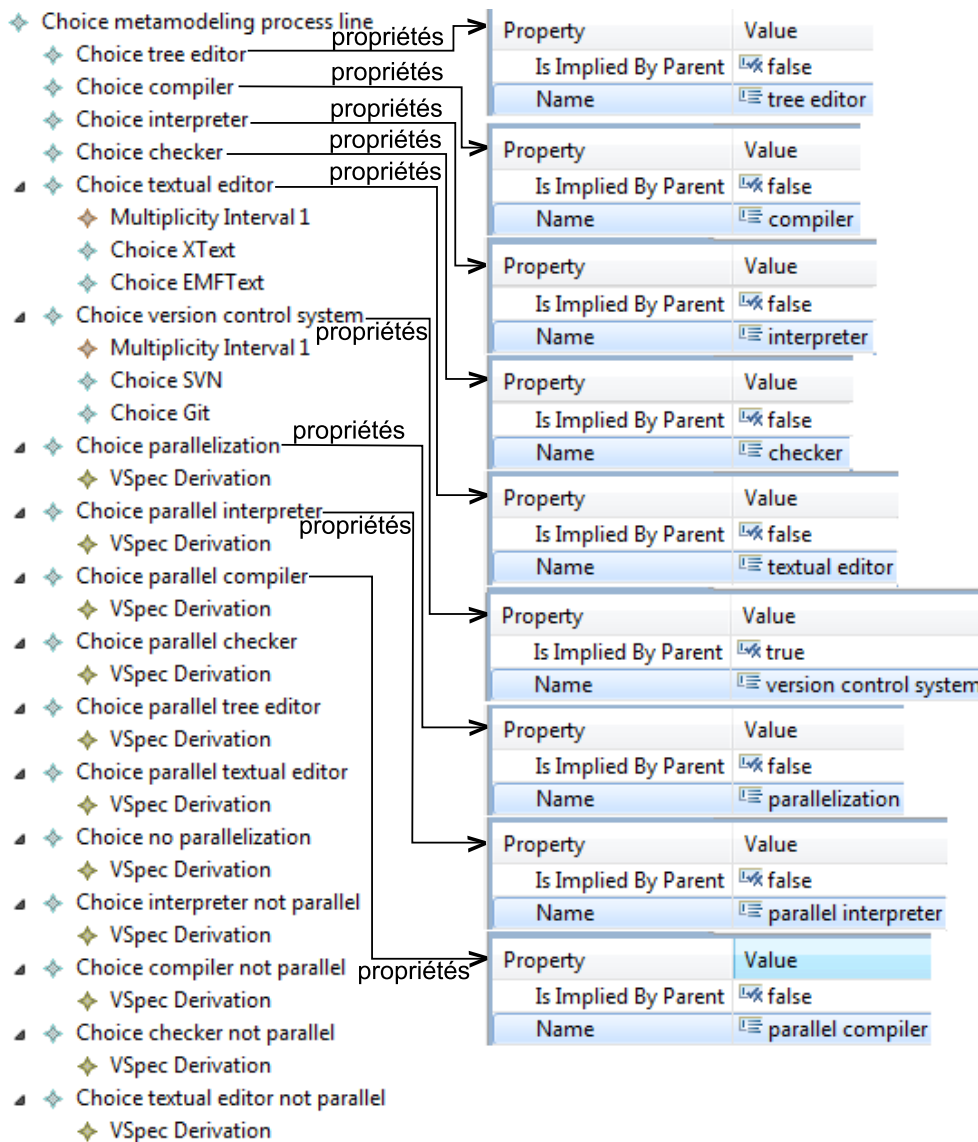 Choice metamodeling process line
Choice tree editor
Choice compiler
Choice interpreter
Choice checker
Choice textual editor
Multiplicity Interval 1
Choice XText
Choice EMFText
Choice version control system
Multiplicity Interval 1
Choice SVN
Choice Git
Choice parallelization
VSpec Derivation
Choice parallel interpreter
VSpec Derivation
Choice parallel compiler
VSpec Derivation
Choice parallel checker
VSpec Derivation
Choice parallel tree editor
VSpec Derivation
Choice parallel textual editor
VSpec Derivation
Choice no parallelization
VSpec Derivation
Choice interpreter not parallel
VSpec Derivation
Choice compiler not parallel
VSpec Derivation
Choice checker not parallel
VSpec Derivation
Choice textual editor not parallel
VSpec Derivation
propriétés
propriétés
propriétés
propriétés
propriétés
propriétés
propriétés
propriétés
propriétés
Property Value
Is Implied By Parent false
Name tree editor
Property Value
Is Implied By Parent false
Name compiler
Property Value
Is Implied By Parent false
Name interpreter
Property Value
Is Implied By Parent false
Name checker
Property Value
Is Implied By Parent false
Name textual editor
Property Value
Is Implied By Parent true
Name version control system
Property Value
Is Implied By Parent false
Name parallelization
Property Value
Is Implied By Parent false
Name parallel interpreter
Property Value
Is Implied By Parent false
Name parallel compiler